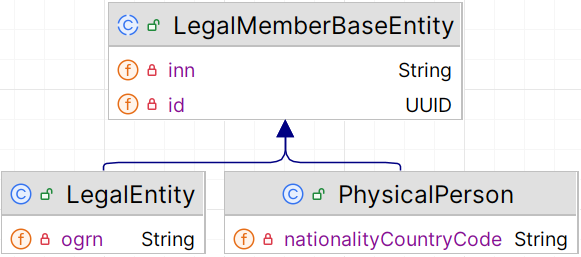 LegalMemberBaseEntity
inn String
id UUID
LegalEntity
ogrn String
PhysicalPerson
nationalityCountryCode String